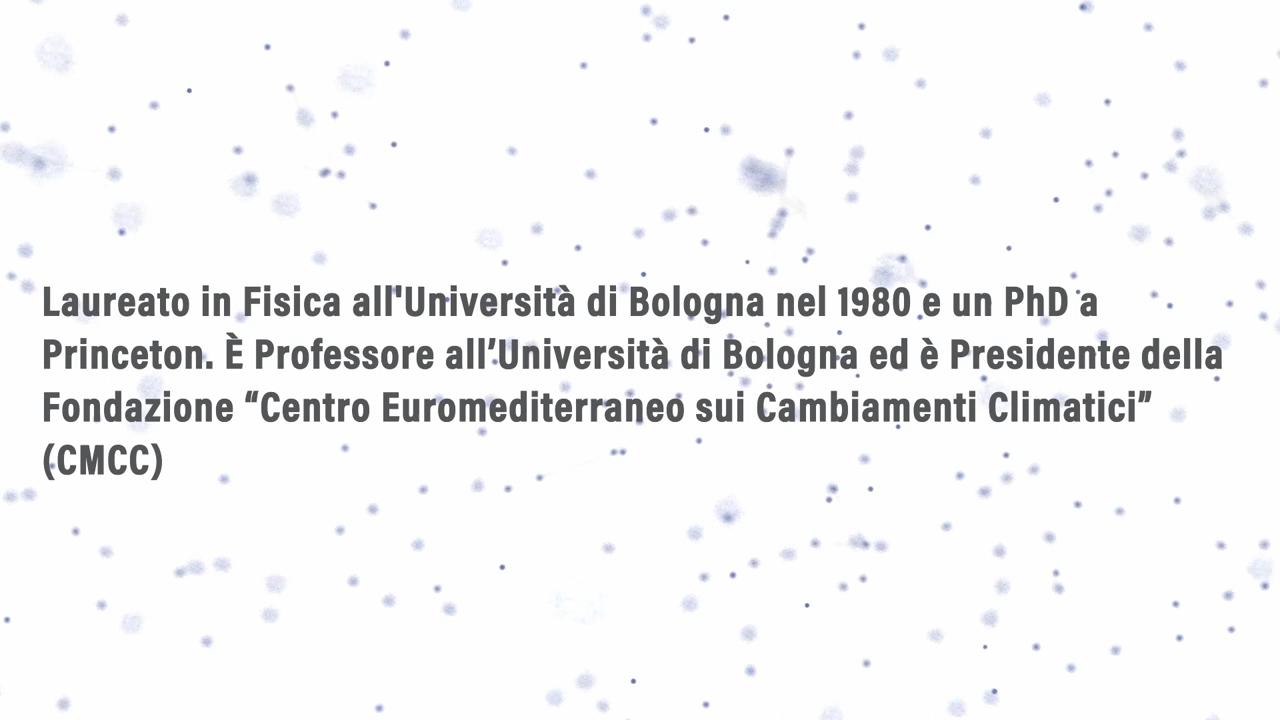 Laureato in Fisica all'Università di Bologna nel 1980 e un PhD a
Princeton. È Professore all’Università di Bologna ed è Presidente della
Fondazione “Centro Euromediterraneo sui Cambiamenti Climatici”
(CMCC)